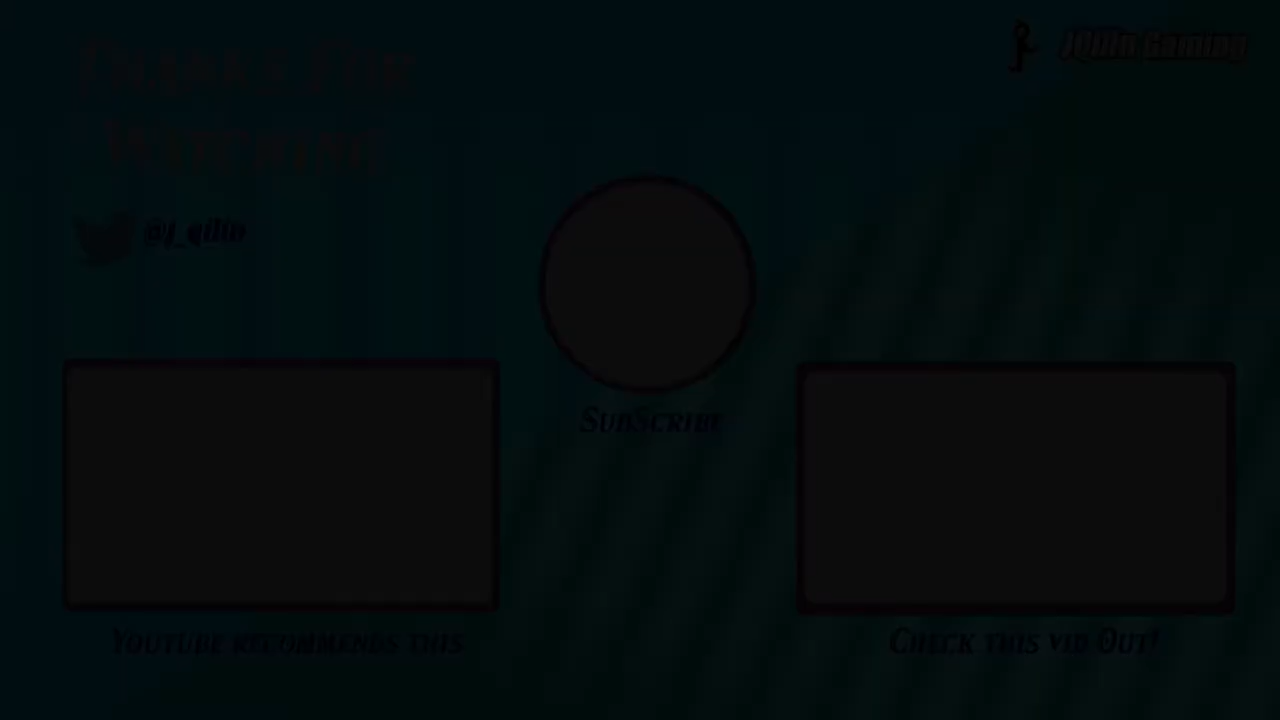 Thanks For
Watching
SubScribe
Youtube recommends this
Check this vid Out!